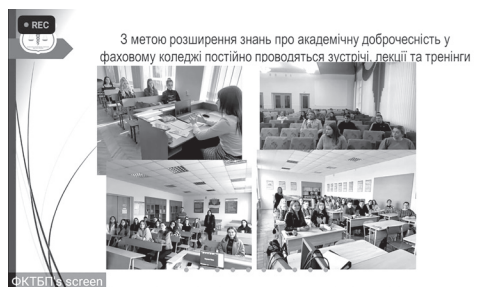 REC
З метою розширення знань про академічну доброчесність у
фаховому коледжі постійно проводяться зустрічі, лекції та тренінги
ФКТБП's screen